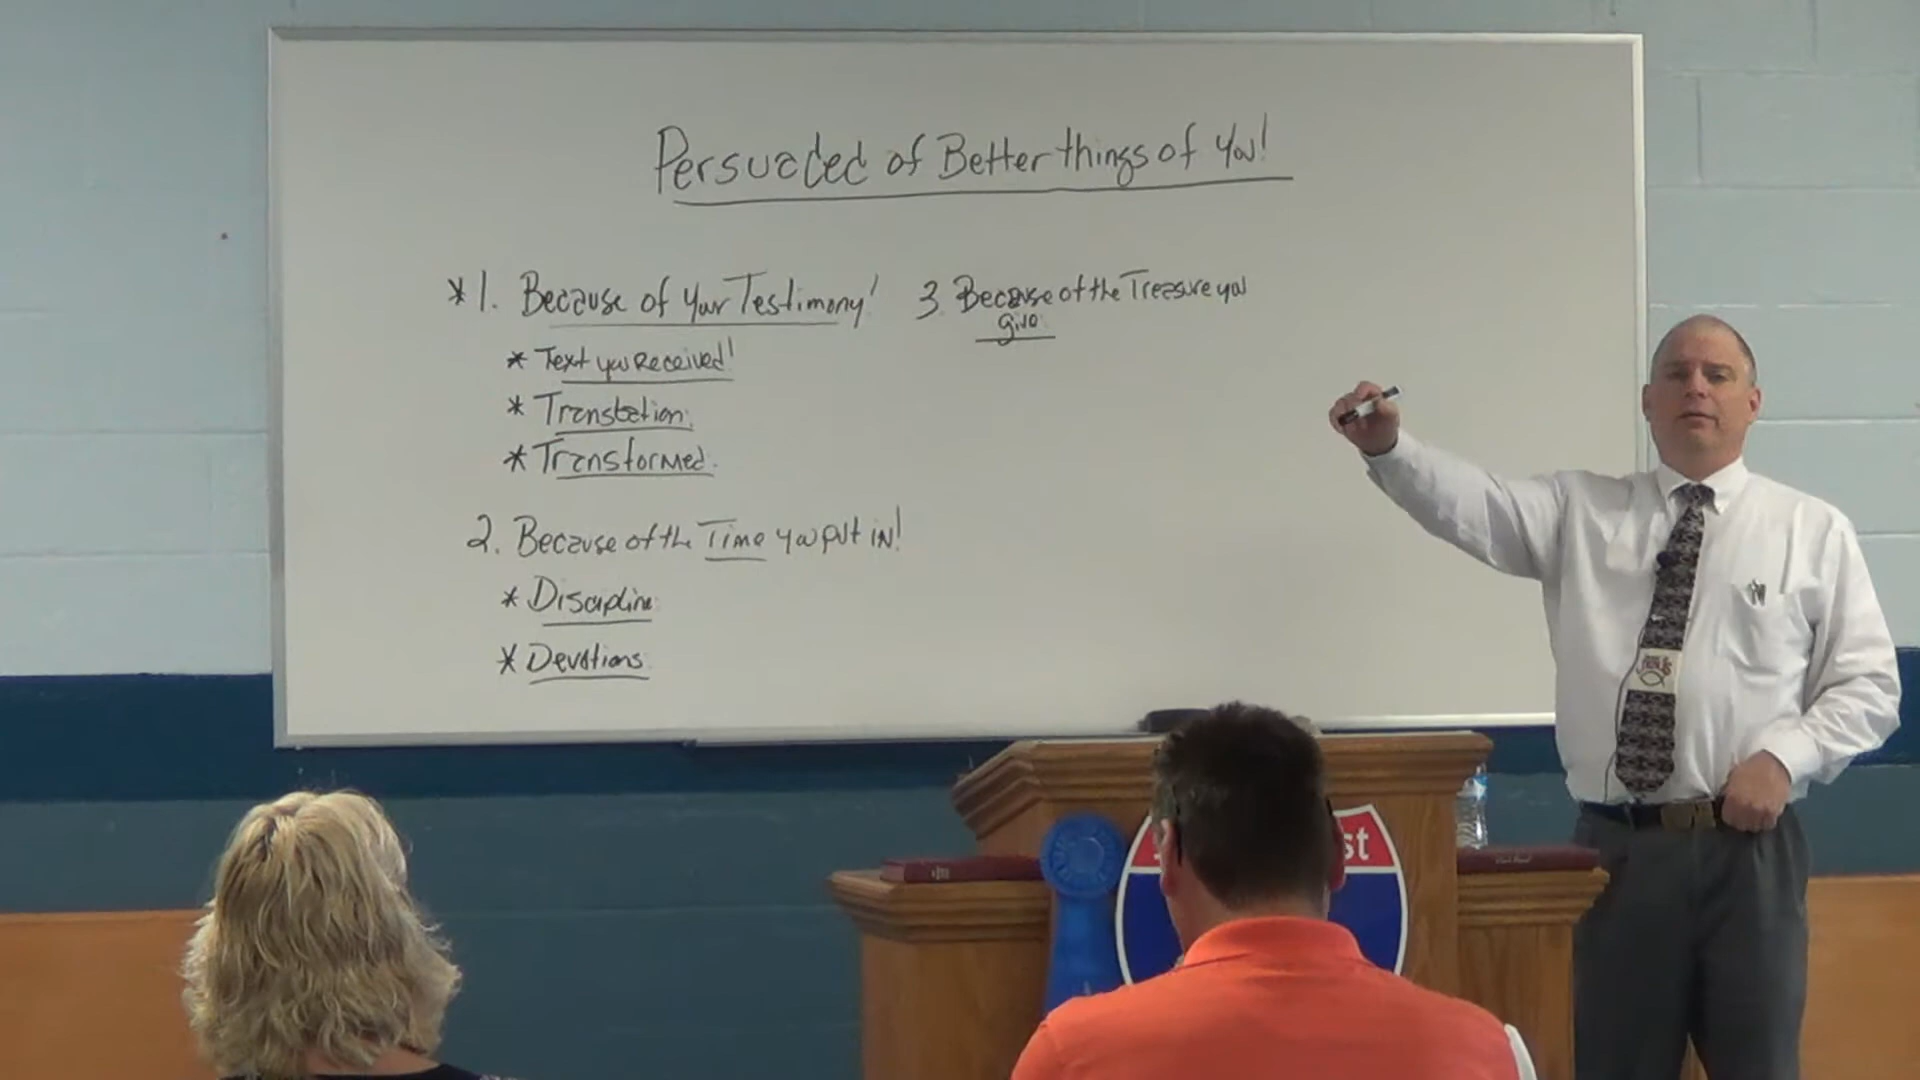 Persuaded of Better things of You!
*1. Because of Your Testimony!
* Text you Received!
* Translation.
* Transformed.
2. Because of the Time you put in!
* Discipline
* Devotions
3. Because of the Treasure you
give
st